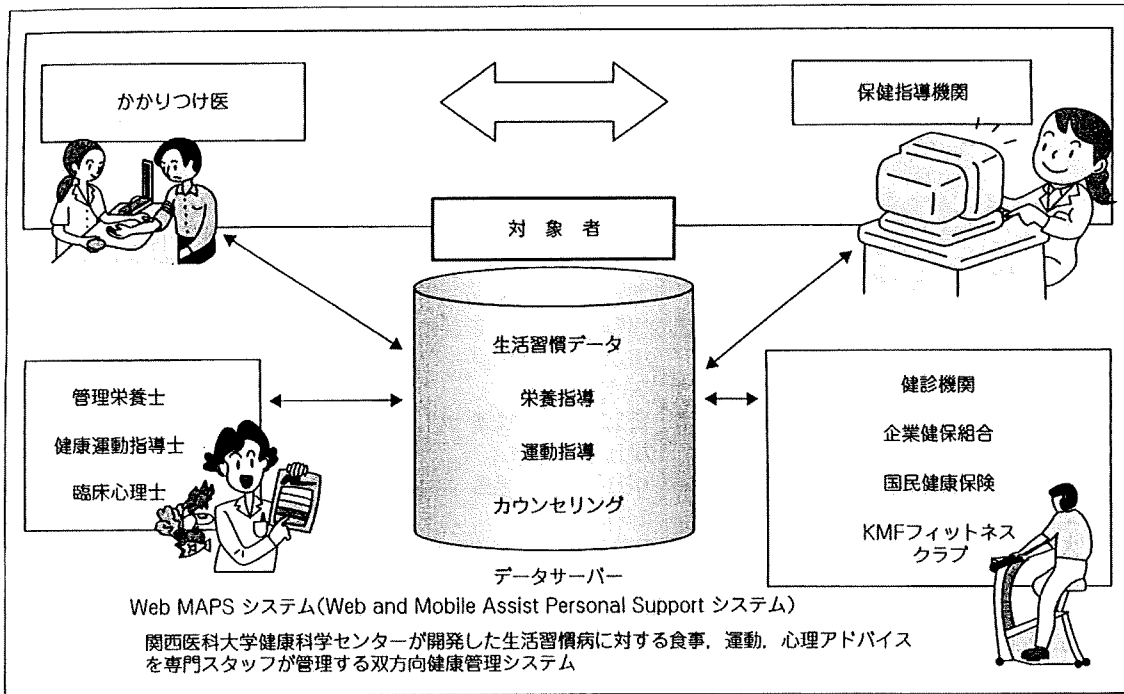 かかりつけ医
保健指導機関
対 象 者
生活習慣データ
栄養指導
運動指導
カウンセリング
管理栄養士
健康運動指導士
臨床心理士
健診機関
企業健保組合
国民健康保険
KMFフィットネス
クラブ
データサーバー
Web MAPS システム(Web and Mobile Assist Personal Support システム)
関西医科大学健康科学センターが開発した生活習慣病に対する食事，運動，心理アドバイス
を専門スタッフが管理する双方向健康管理システム